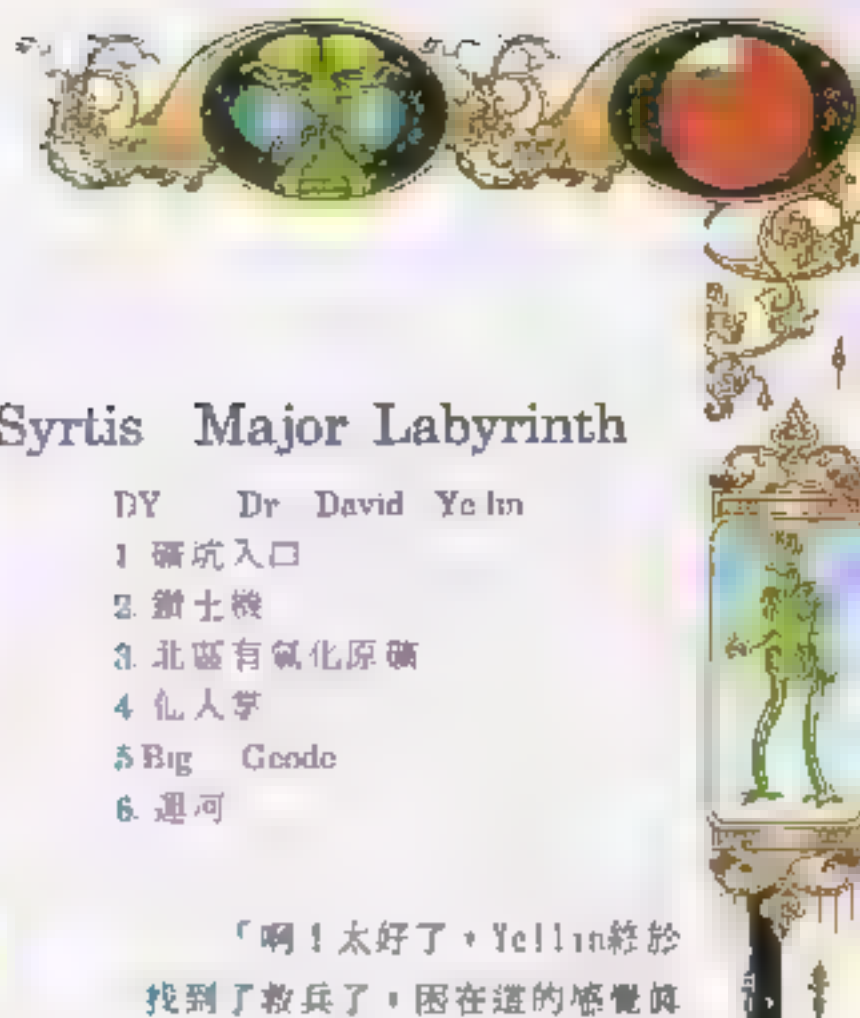 Syrtis Major Labyrinth
DY Dr David Yellin
1 礦坑入口
2. 鑽土機
3. 北區有氧化原礦
4 仙人掌
5 Big Geode
6. 運河
「啊！太好了，Yellin終於
找到了救兵了，困在這的感覺真